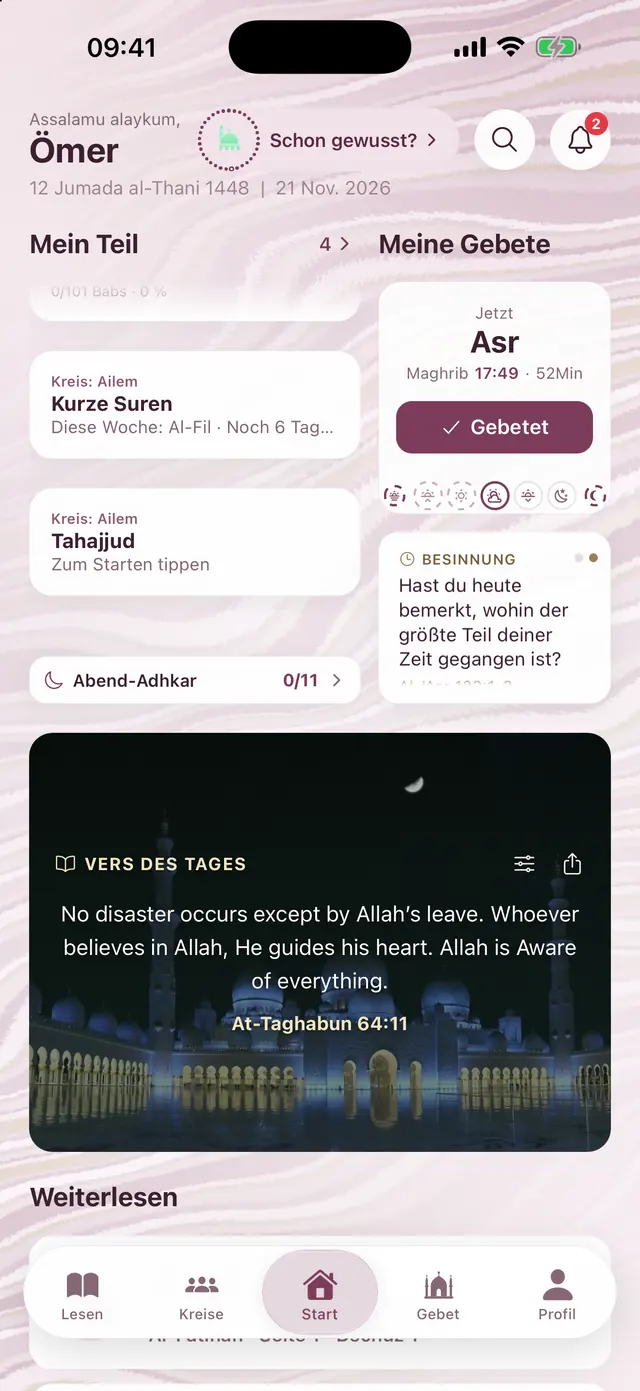 09:41
Assalamu alaykum,
Ömer
Schon gewusst?
2
12 Jumada al-Thani 1448 | 21 Nov. 2026
Mein Teil
4
0/101 Babs · 0 %
Kreis: Ailem
Kurze Suren
Diese Woche: Al-Fil · Noch 6 Tag...
Kreis: Ailem
Tahajjud
Zum Starten tippen
Abend-Adhkar
0/11
Meine Gebete
Jetzt
Asr
Maghrib 17:49 · 52Min
Gebetet
BESINNUNG
Hast du heute
bemerkt, wohin der
größte Teil deiner
Zeit gegangen ist?
VERS DES TAGES
No disaster occurs except by Allah’s leave. Whoever
believes in Allah, He guides his heart. Allah is Aware
of everything.
At-Taghabun 64:11
Weiterlesen
Lesen
Kreise
Start
Gebet
Profil